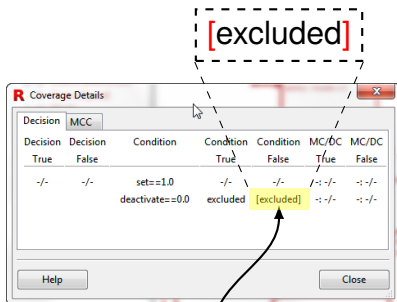 [excluded]
R Coverage Details
Decision MCC
Decision Decision Condition Condition Condition MC/DC MC/DC
True False True False True False
-/- -/- set==1.0 -/- -/- -: -/- -: -/-
deactivate==0.0 excluded [excluded] -: -/- -: -/-
Help Close